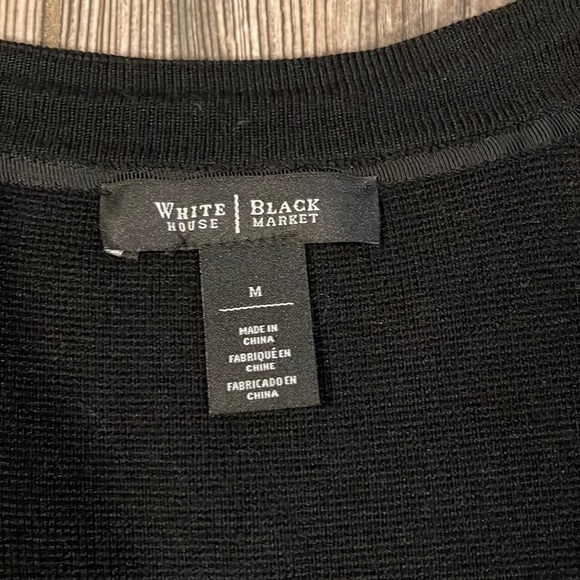 WHITE | BLACK
HOUSE | MARKET
M
MADE IN
CHINA
FABRIQUÉ EN
CHINE
FABRICADO EN
CHINA